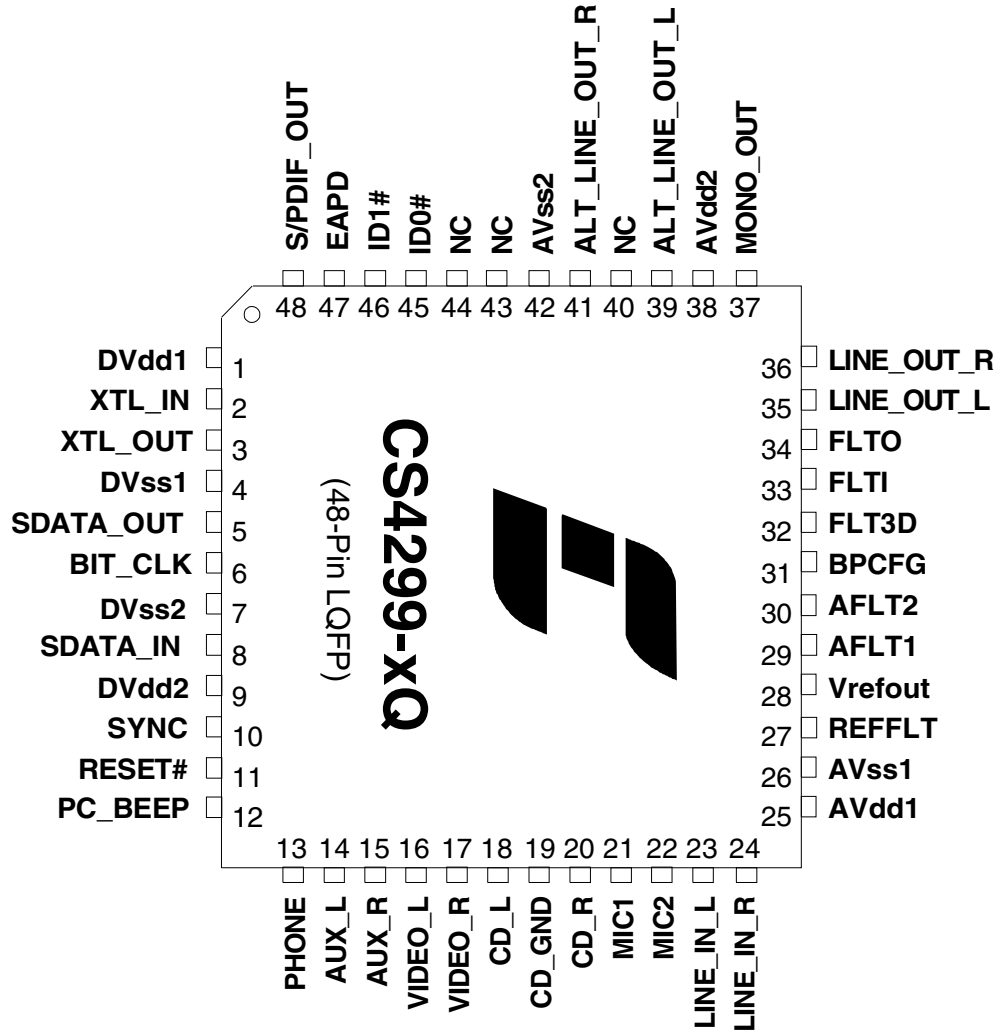 S/PDIF_OUT
EAPD
ID1#
ID0#
NC
NC
AVss2
ALT_LINE_OUT_R
NC
ALT_LINE_OUT_L
AVdd2
MONO_OUT
48 47 46 45 44 43 42 41 40 39 38 37
DVdd1 1
XTL_IN 2
XTL_OUT 3
DVss1 4
SDATA_OUT 5
BIT_CLK 6
DVss2 7
SDATA_IN 8
DVdd2 9
SYNC 10
RESET# 11
PC_BEEP 12
CS4299-xQ
(48-Pin LQFP)
36 LINE_OUT_R
35 LINE_OUT_L
34 FLTO
33 FLTI
32 FLT3D
31 BPCFG
30 AFLT2
29 AFLT1
28 Vrefout
27 REFFLT
26 AVss1
25 AVdd1
13 14 15 16 17 18 19 20 21 22 23 24
PHONE
AUX_L
AUX_R
VIDEO_L
VIDEO_R
CD_L
CD_GND
CD_R
MIC1
MIC2
LINE_IN_L
LINE_IN_R